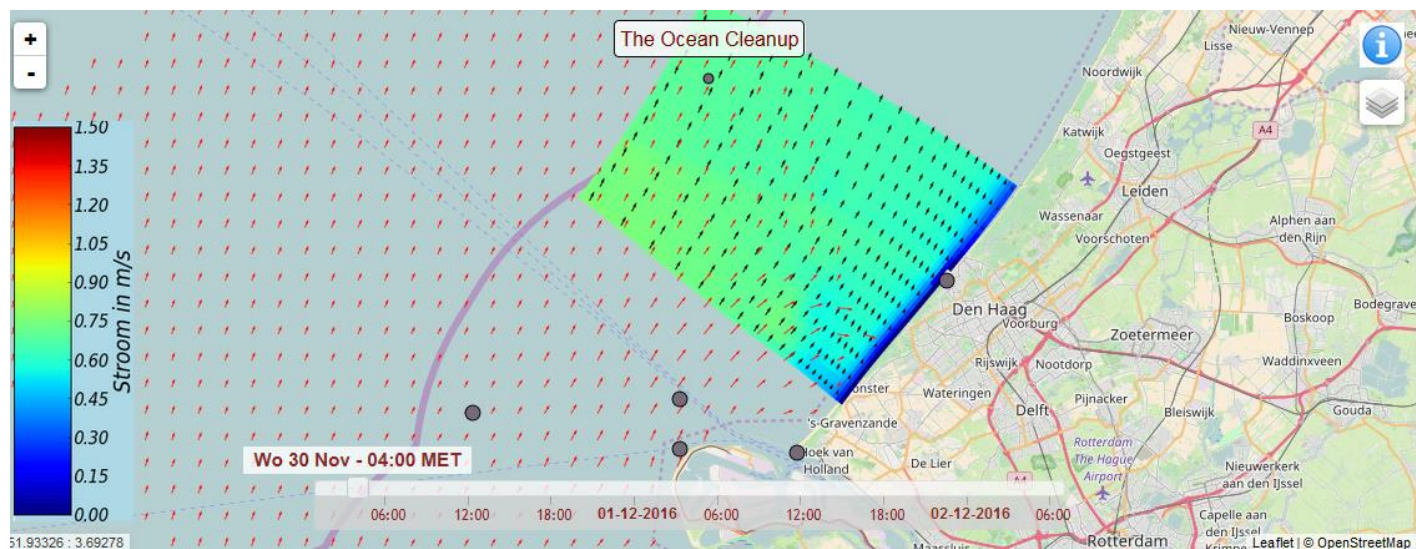 +
-
The Ocean Cleanup
1.50
1.35
1.20
1.05
0.90
0.75
0.60
0.45
0.30
0.15
0.00
Stroom in m/s
Nieuw-Vennep
Lisse
Noordwijk
A4
Katwijk
Oegstgeest
Leiden
Wassenaar
Alphen aan
den Rijn
Voorschoten
Den Haag
Voorburg
Zoetermeer
Bodegrave
Boskoop
Rijswijk
Nootdorp
Waddinxveen
onster
Wateringen
Delft
Pijnacker
Bleiswijk
Gouda
's-Gravenzande
Hoek van
Holland
De Lier
Rotterdam
The Hague
Airport
Nieuwerkerk
aan den IJssel
A4
Capelle aan
den IJssel
Rotterdam
Maassluis
Wo 30 Nov - 04:00 MET
06:00
12:00
18:00
01-12-2016
06:00
12:00
18:00
02-12-2016
06:00
51.93326 : 3.69278
Leaflet | © OpenStreetMap